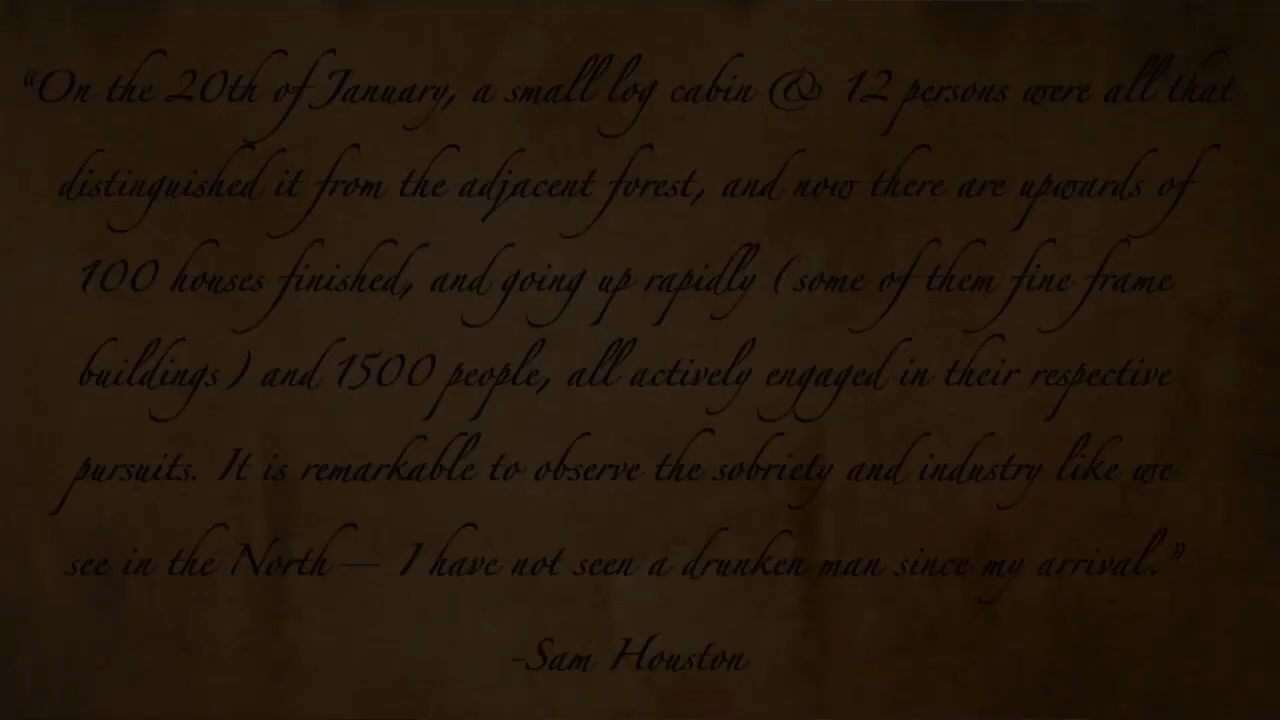 “On the 20th of January, a small log cabin @ 12 persons were all that
distinguished it from the adjacent forest, and now there are upwards of
100 houses finished, and going up rapidly (some of them fine frame
buildings) and 1500 people, all actively engaged in their respective
pursuits. It is remarkable to observe the sobriety and industry like we
see in the North— I have not seen a drunken man since my arrival.”
-Sam Houston